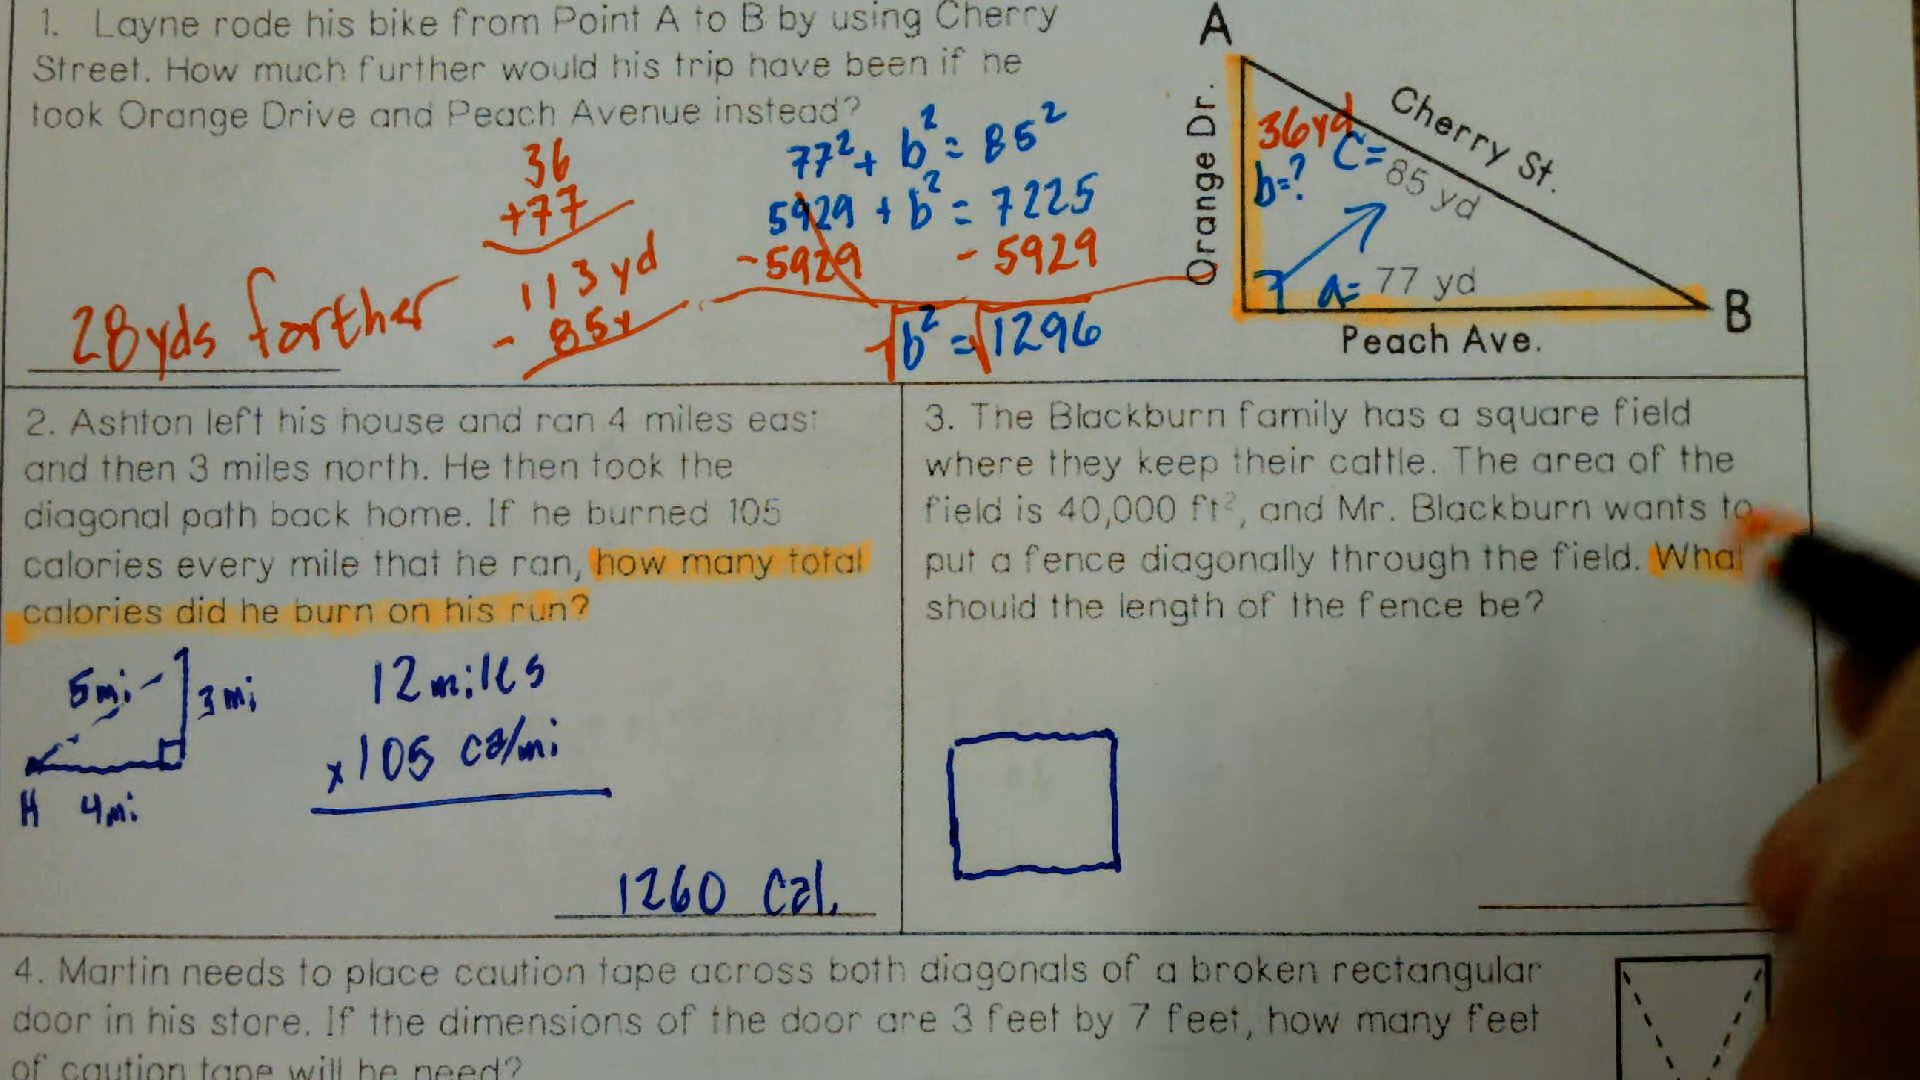 1. Layne rode his bike from Point A to B by using Cherry
Street. How much further would his trip have been if he
took Orange Drive and Peach Avenue instead?
36
+77
113 yd
- 85y
28yds farther
77² + b² = 85²
5929 + b² = 7225
-5929 - 5929
√b² = √1296
A
Orange Dr.
36yd
b=?
c=
85 yd
Cherry St.
a= 77 yd
B
Peach Ave.
2. Ashton left his house and ran 4 miles east
and then 3 miles north. He then took the
diagonal path back home. If he burned 105
calories every mile that he ran, how many total
calories did he burn on his run?
5mi
3mi
H 4mi
12miles
x105 cal/mi
1260 cal.
3. The Blackburn family has a square field
where they keep their cattle. The area of the
field is 40,000 ft², and Mr. Blackburn wants to
put a fence diagonally through the field. What
should the length of the fence be?
4. Martin needs to place caution tape across both diagonals of a broken rectangular
door in his store. If the dimensions of the door are 3 feet by 7 feet, how many feet
of caution tape will he need?